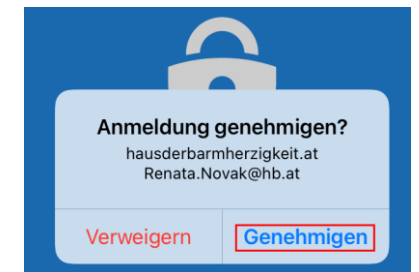 Anmeldung genehmigen?
hausderbarmherzigkeit.at
Renata.Novak@hb.at
Verweigern
Genehmigen